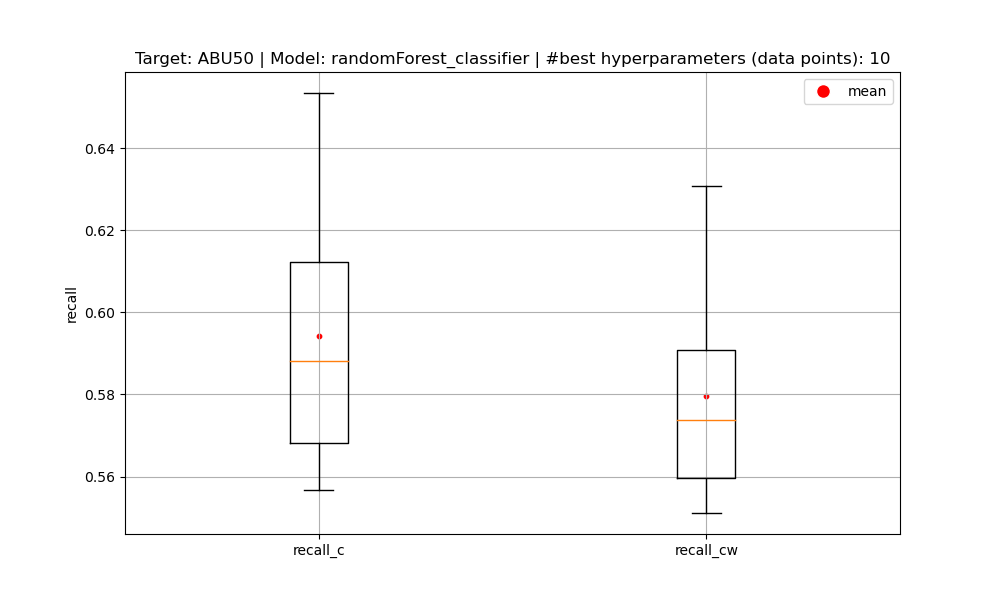 Target: ABU50 | Model: randomForest_classifier | #best hyperparameters (data points): 10
mean
0.64
0.62
0.60
0.58
0.56
recall
recall_c
recall_cw